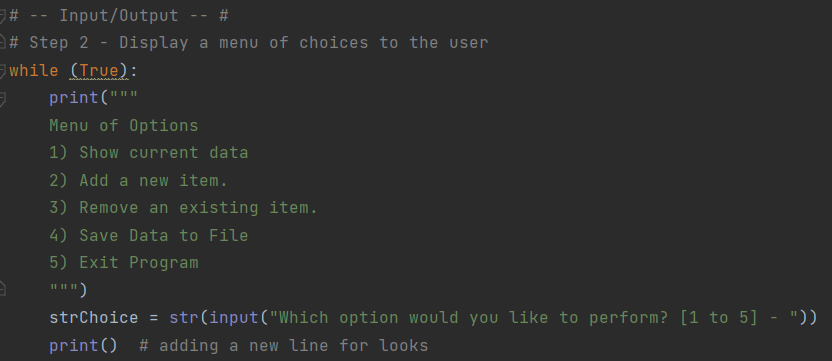 # -- Input/Output -- #
# Step 2 - Display a menu of choices to the user
while (True):
    print("""
    Menu of Options
    1) Show current data
    2) Add a new item.
    3) Remove an existing item.
    4) Save Data to File
    5) Exit Program
    """)
    strChoice = str(input("Which option would you like to perform? [1 to 5] - "))
    print()  # adding a new line for looks